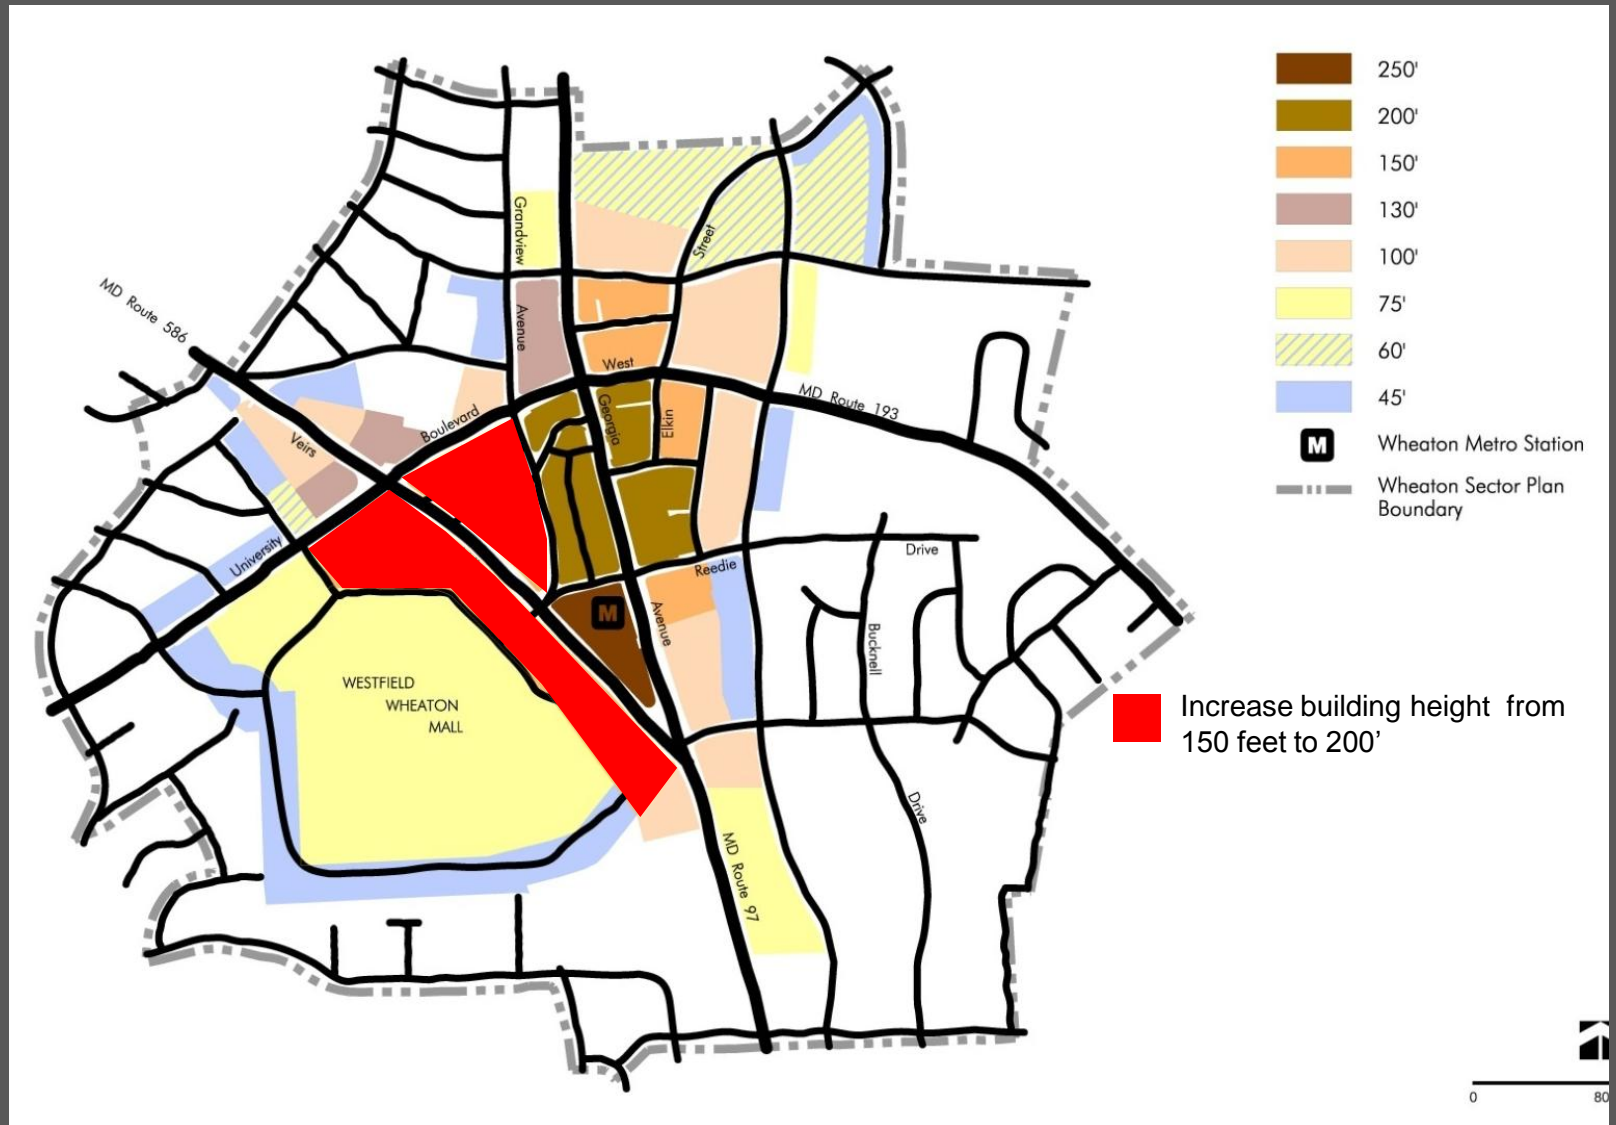 250'
200'
150'
130'
100'
75'
60'
45'
M
Wheaton Metro Station
Wheaton Sector Plan
Boundary
MD Route 586
Grandview
Avenue
Street
West
Georgia
Elkin
MD Route 193
Boulevard
Veirs
University
Reedie
Drive
M
Avenue
Bucknell
Drive
WESTFIELD
WHEATON
MALL
MD Route 97
Increase building height from
150 feet to 200’
0
80